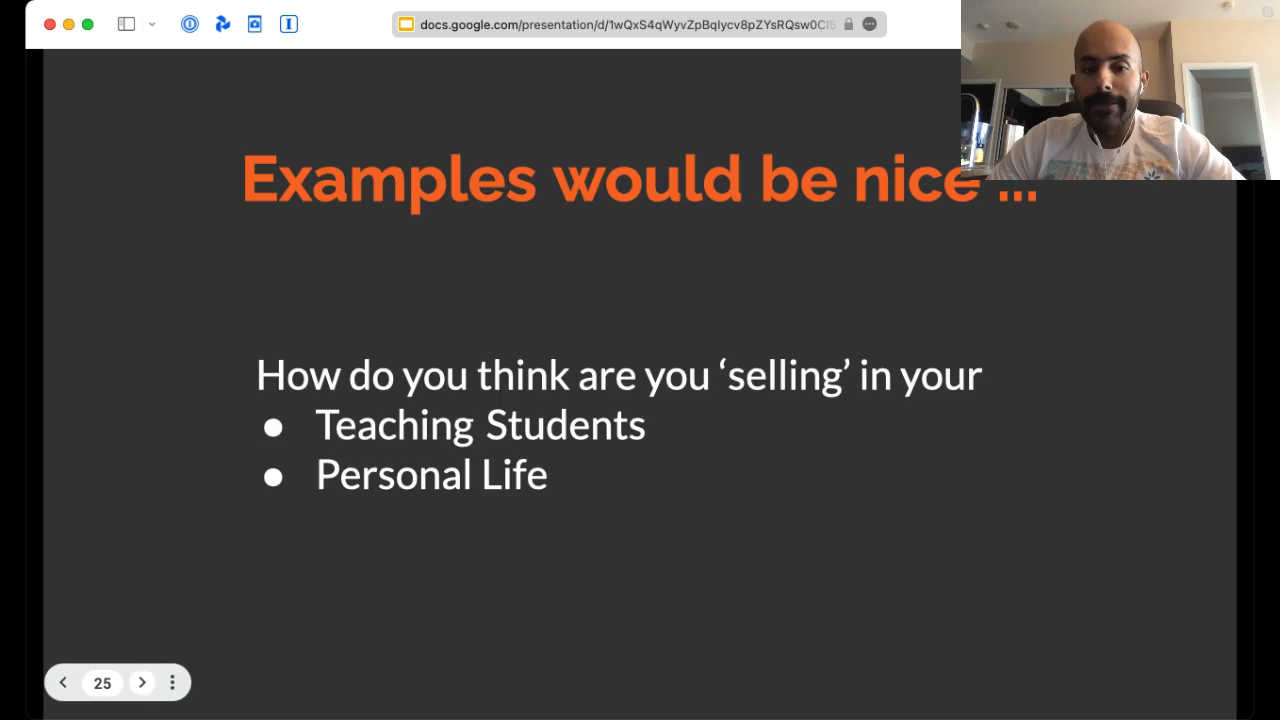 docs.google.com/presentation/d/1wQxS4qWyvZpBqlycv8pZYsRQsw0CI5
Examples would be nice ...
How do you think are you ‘selling’ in your
● Teaching Students
● Personal Life
25